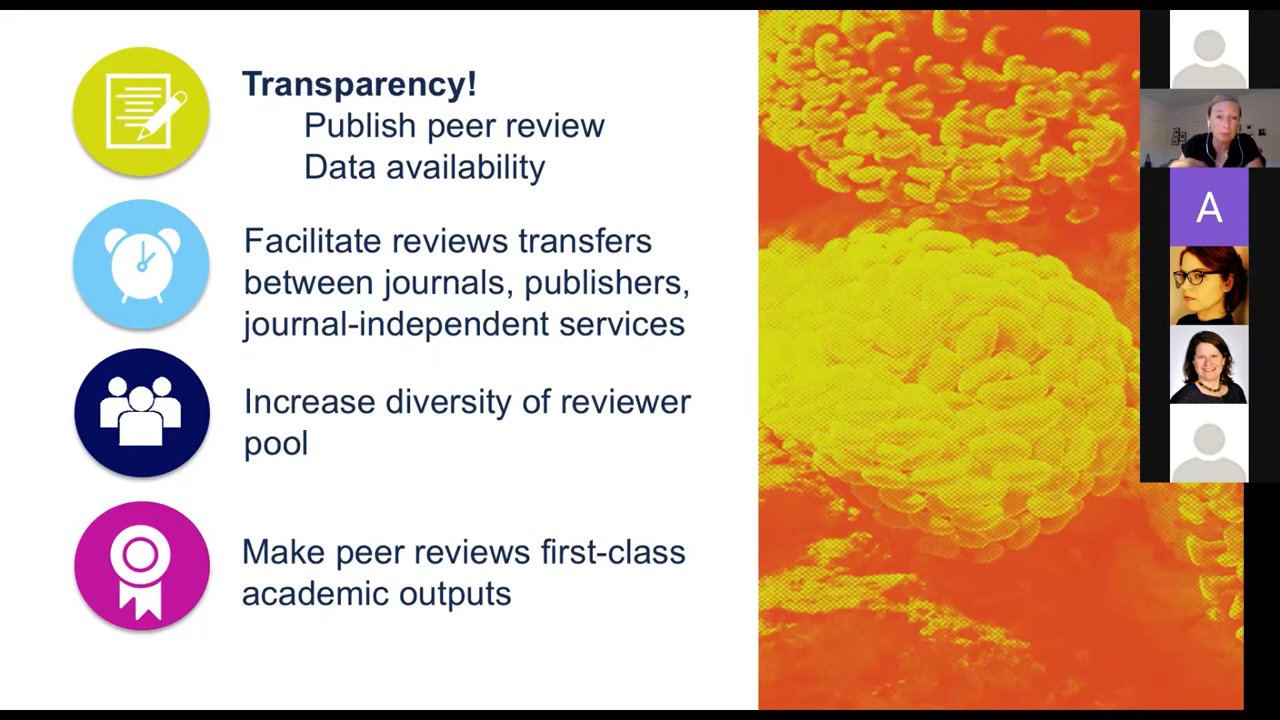 Transparency!
Publish peer review
Data availability
Facilitate reviews transfers
between journals, publishers,
journal-independent services
Increase diversity of reviewer
pool
Make peer reviews first-class
academic outputs
A